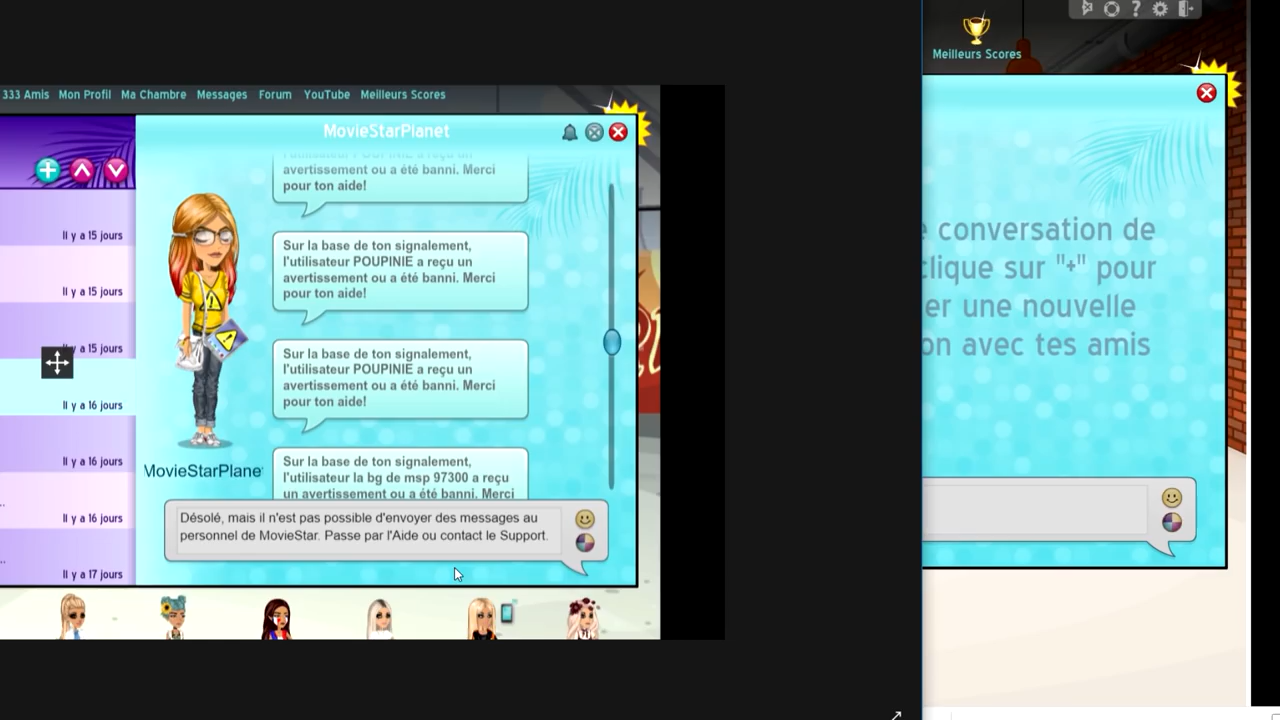 Meilleurs Scores
333 Amis Mon Profil Ma Chambre Messages Forum YouTube Meilleurs Scores
MovieStarPlanet
l'utilisateur POUPINIE a reçu un
avertissement ou a été banni. Merci
pour ton aide!
Sur la base de ton signalement,
l'utilisateur POUPINIE a reçu un
avertissement ou a été banni. Merci
pour ton aide!
Sur la base de ton signalement,
l'utilisateur POUPINIE a reçu un
avertissement ou a été banni. Merci
pour ton aide!
Sur la base de ton signalement,
l'utilisateur la bg de msp 97300 a reçu
un avertissement ou a été banni. Merci
Il y a 15 jours
Il y a 15 jours
y a 15 jours
Il y a 16 jours
Il y a 16 jours
Il y a 16 jours
Il y a 17 jours
MovieStarPlane
Désolé, mais il n'est pas possible d'envoyer des messages au
personnel de MovieStar. Passe par l'Aide ou contact le Support.
conversation de
clique sur "+" pour
er une nouvelle
on avec tes amis